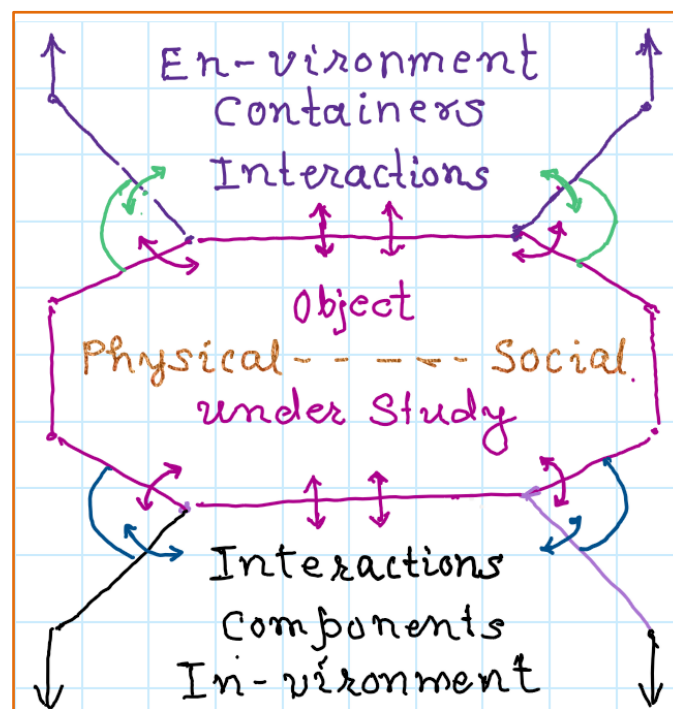 En-vironment
Containers
Interactions
Object
Physical - - - - - - Social
under Study
Interactions
Components
In-vironment